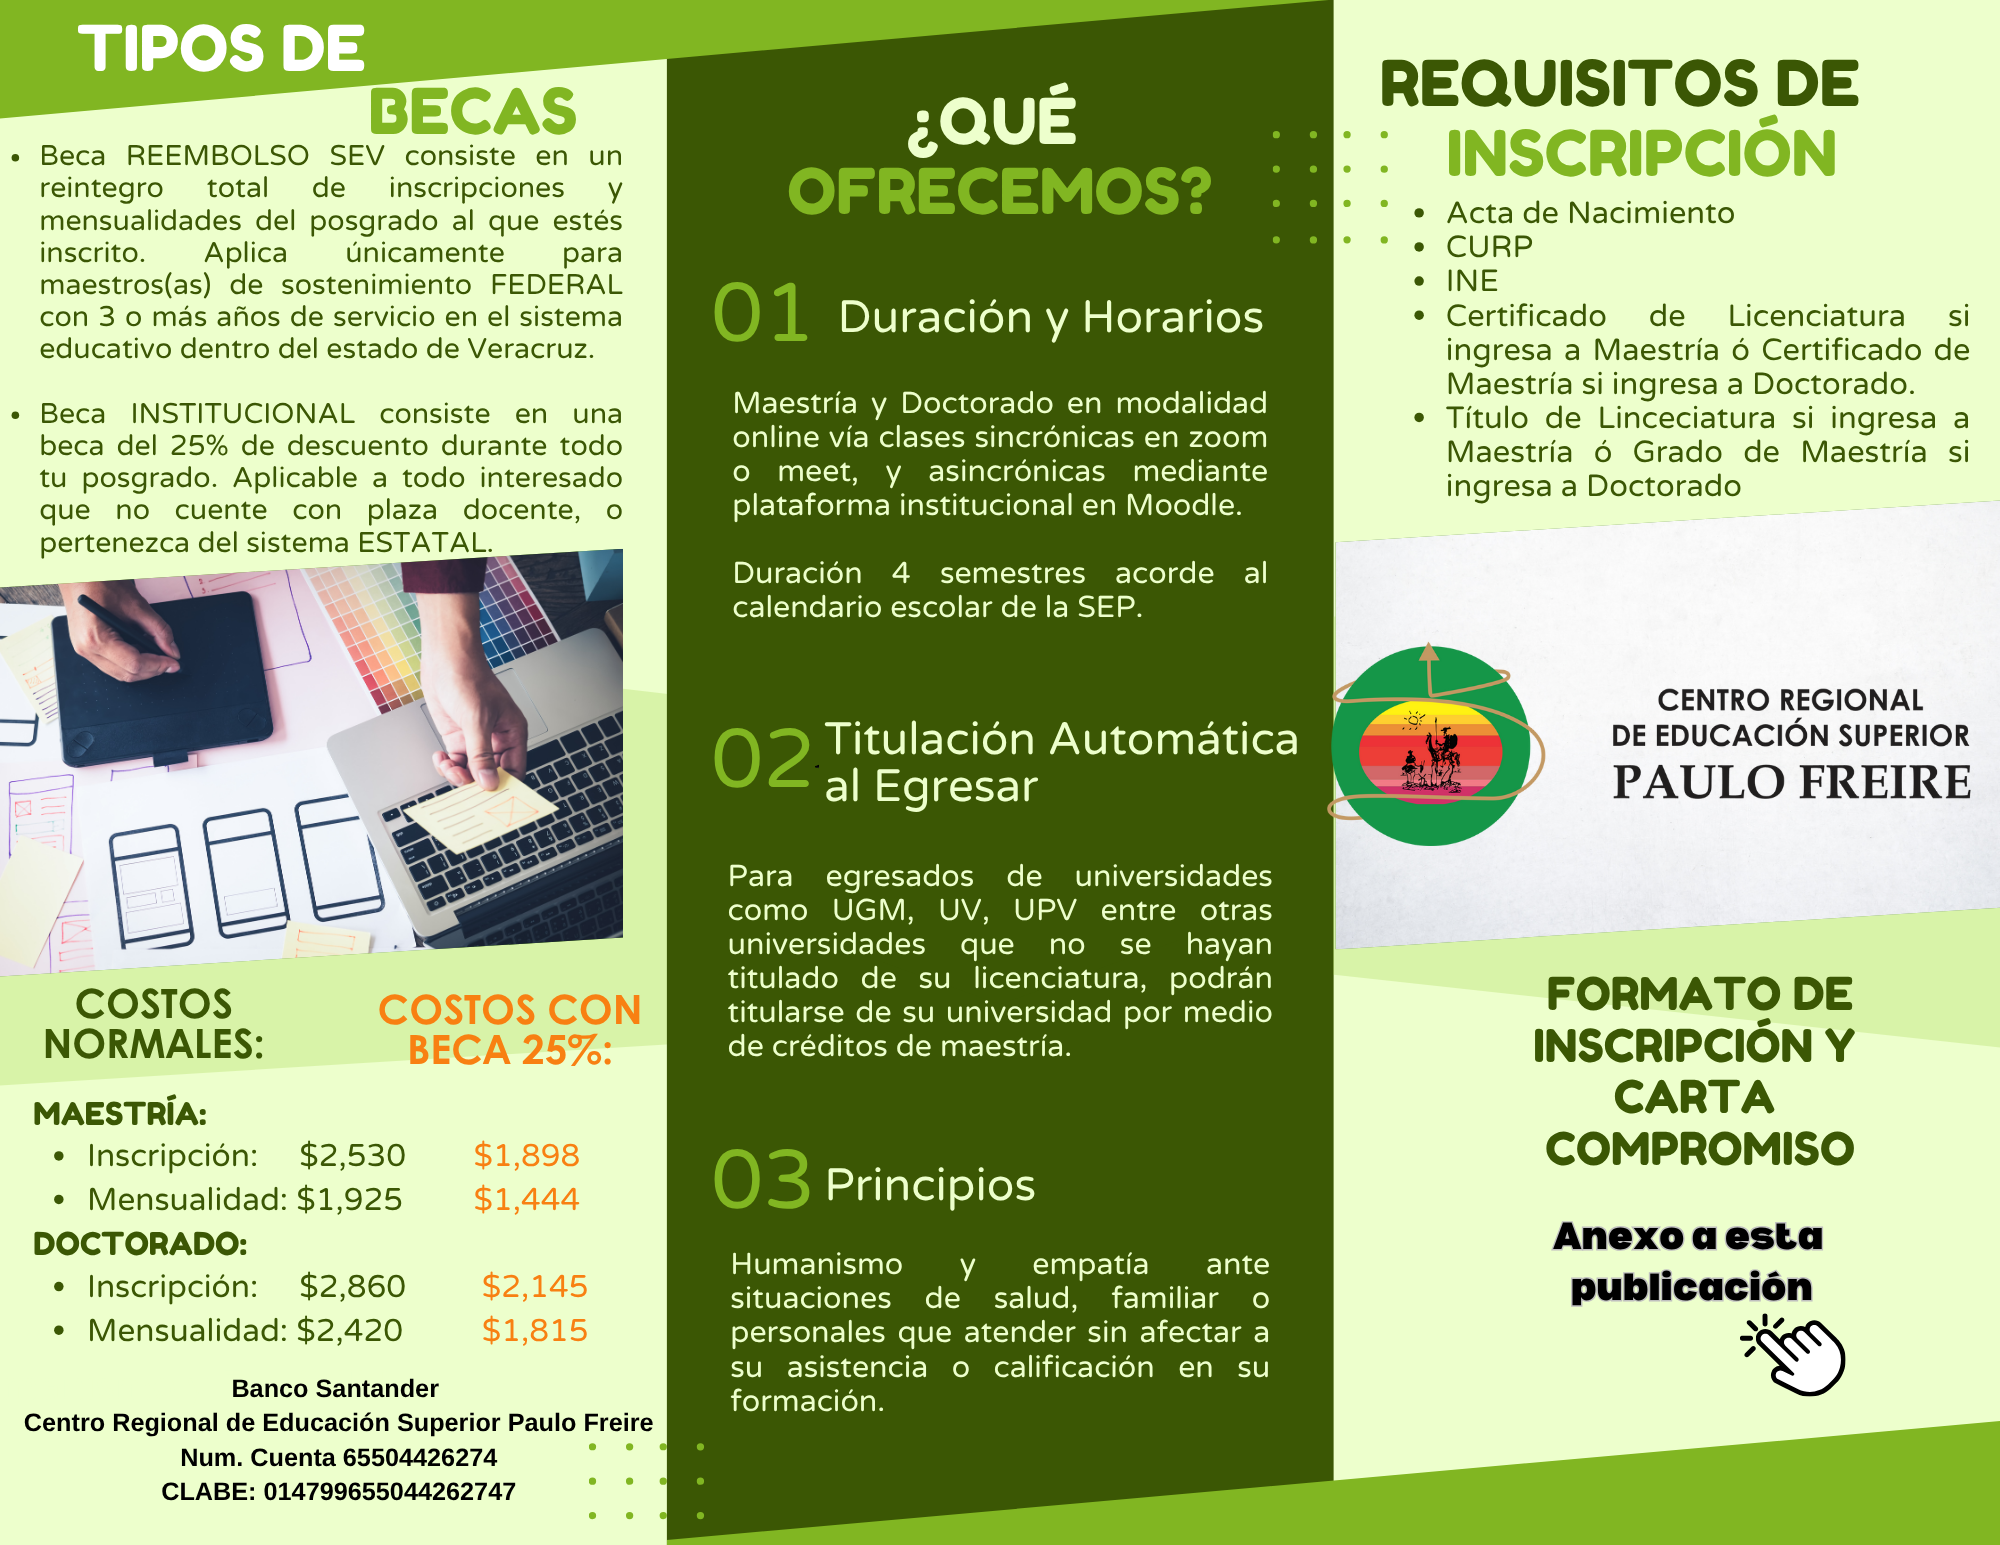 TIPOS DE
BECAS
• Beca REEMBOLSO SEV consiste en un
reintegro total de inscripciones y
mensualidades del posgrado al que estés
inscrito. Aplica únicamente para
maestros(as) de sostenimiento FEDERAL
con 3 o más años de servicio en el sistema
educativo dentro del estado de Veracruz.
• Beca INSTITUCIONAL consiste en una
beca del 25% de descuento durante todo
tu posgrado. Aplicable a todo interesado
que no cuente con plaza docente, o
pertenezca del sistema ESTATAL.
COSTOS
NORMALES:
COSTOS CON
BECA 25%:
MAESTRÍA:
• Inscripción: $2,530 $1,898
• Mensualidad: $1,925 $1,444
DOCTORADO:
• Inscripción: $2,860 $2,145
• Mensualidad: $2,420 $1,815
Banco Santander
Centro Regional de Educación Superior Paulo Freire
Num. Cuenta 65504426274
CLABE: 014799655044262747
¿QUÉ
OFRECEMOS?
01 Duración y Horarios
Maestría y Doctorado en modalidad
online vía clases sincrónicas en zoom
o meet, y asincrónicas mediante
plataforma institucional en Moodle.
Duración 4 semestres acorde al
calendario escolar de la SEP.
02 Titulación Automática
al Egresar
Para egresados de universidades
como UGM, UV, UPV entre otras
universidades que no se hayan
titulado de su licenciatura, podrán
titularse de su universidad por medio
de créditos de maestría.
03 Principios
Humanismo y empatía ante
situaciones de salud, familiar o
personales que atender sin afectar a
su asistencia o calificación en su
formación.
REQUISITOS DE
INSCRIPCIÓN
• Acta de Nacimiento
• CURP
• INE
• Certificado de Licenciatura si
ingresa a Maestría ó Certificado de
Maestría si ingresa a Doctorado.
• Título de Linceciatura si ingresa a
Maestría ó Grado de Maestría si
ingresa a Doctorado
CENTRO REGIONAL
DE EDUCACIÓN SUPERIOR
PAULO FREIRE
FORMATO DE
INSCRIPCIÓN Y
CARTA
COMPROMISO
Anexo a esta
publicación